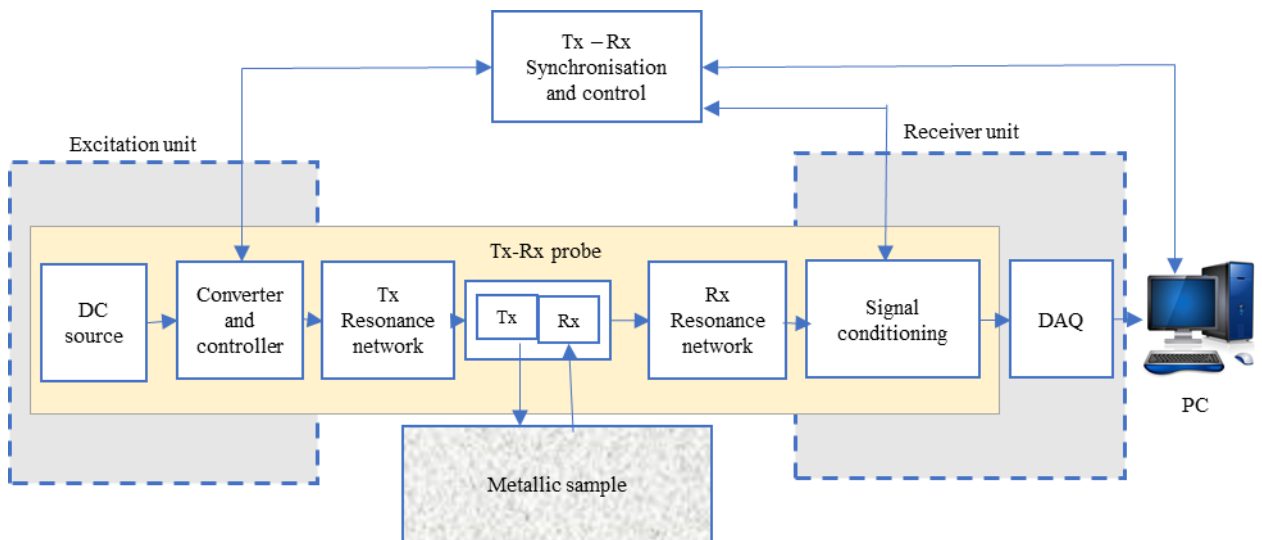 Tx – Rx
Synchronisation
and control
Excitation unit
Receiver unit
Tx-Rx probe
DC
source
Converter
and
controller
Tx
Resonance
network
Tx
Rx
Rx
Resonance
network
Signal
conditioning
DAQ
PC
Metallic sample